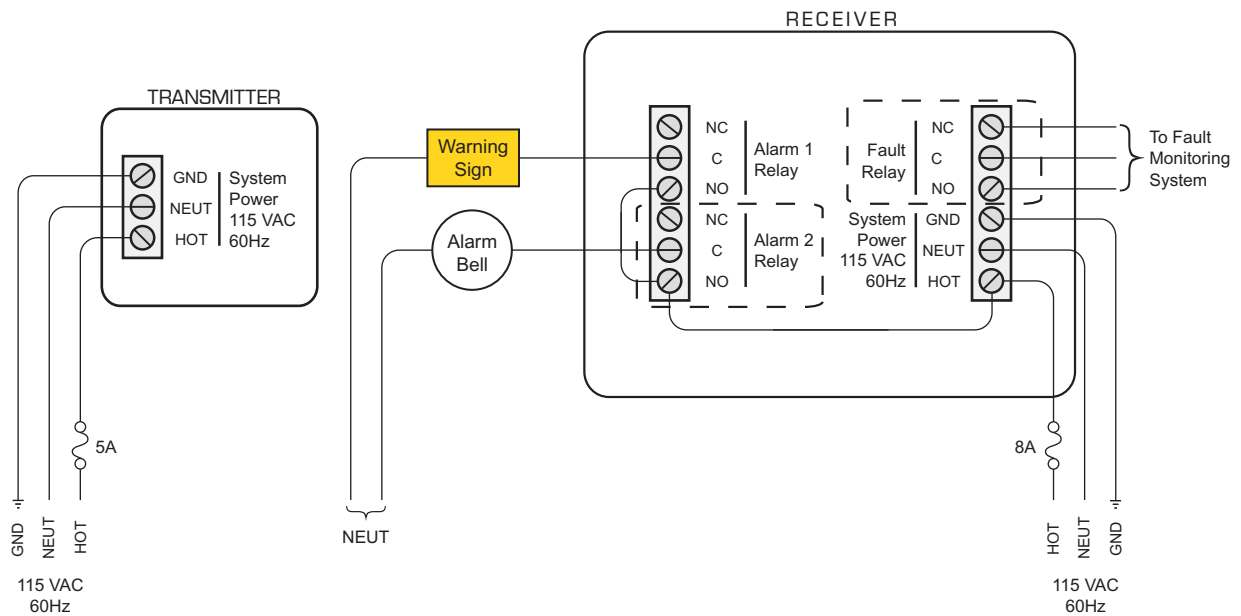 RECEIVER
TRANSMITTER
GND
NEUT
HOT
System
Power
115 VAC
60Hz
5A
GND
NEUT
HOT
115 VAC
60Hz
Warning
Sign
Alarm
Bell
NEUT
NC
C
NO
Alarm 1
Relay
NC
C
NO
Alarm 2
Relay
Fault
Relay
NC
C
NO
System
Power
115 VAC
60Hz
GND
NEUT
HOT
To Fault
Monitoring
System
8A
HOT
NEUT
GND
115 VAC
60Hz